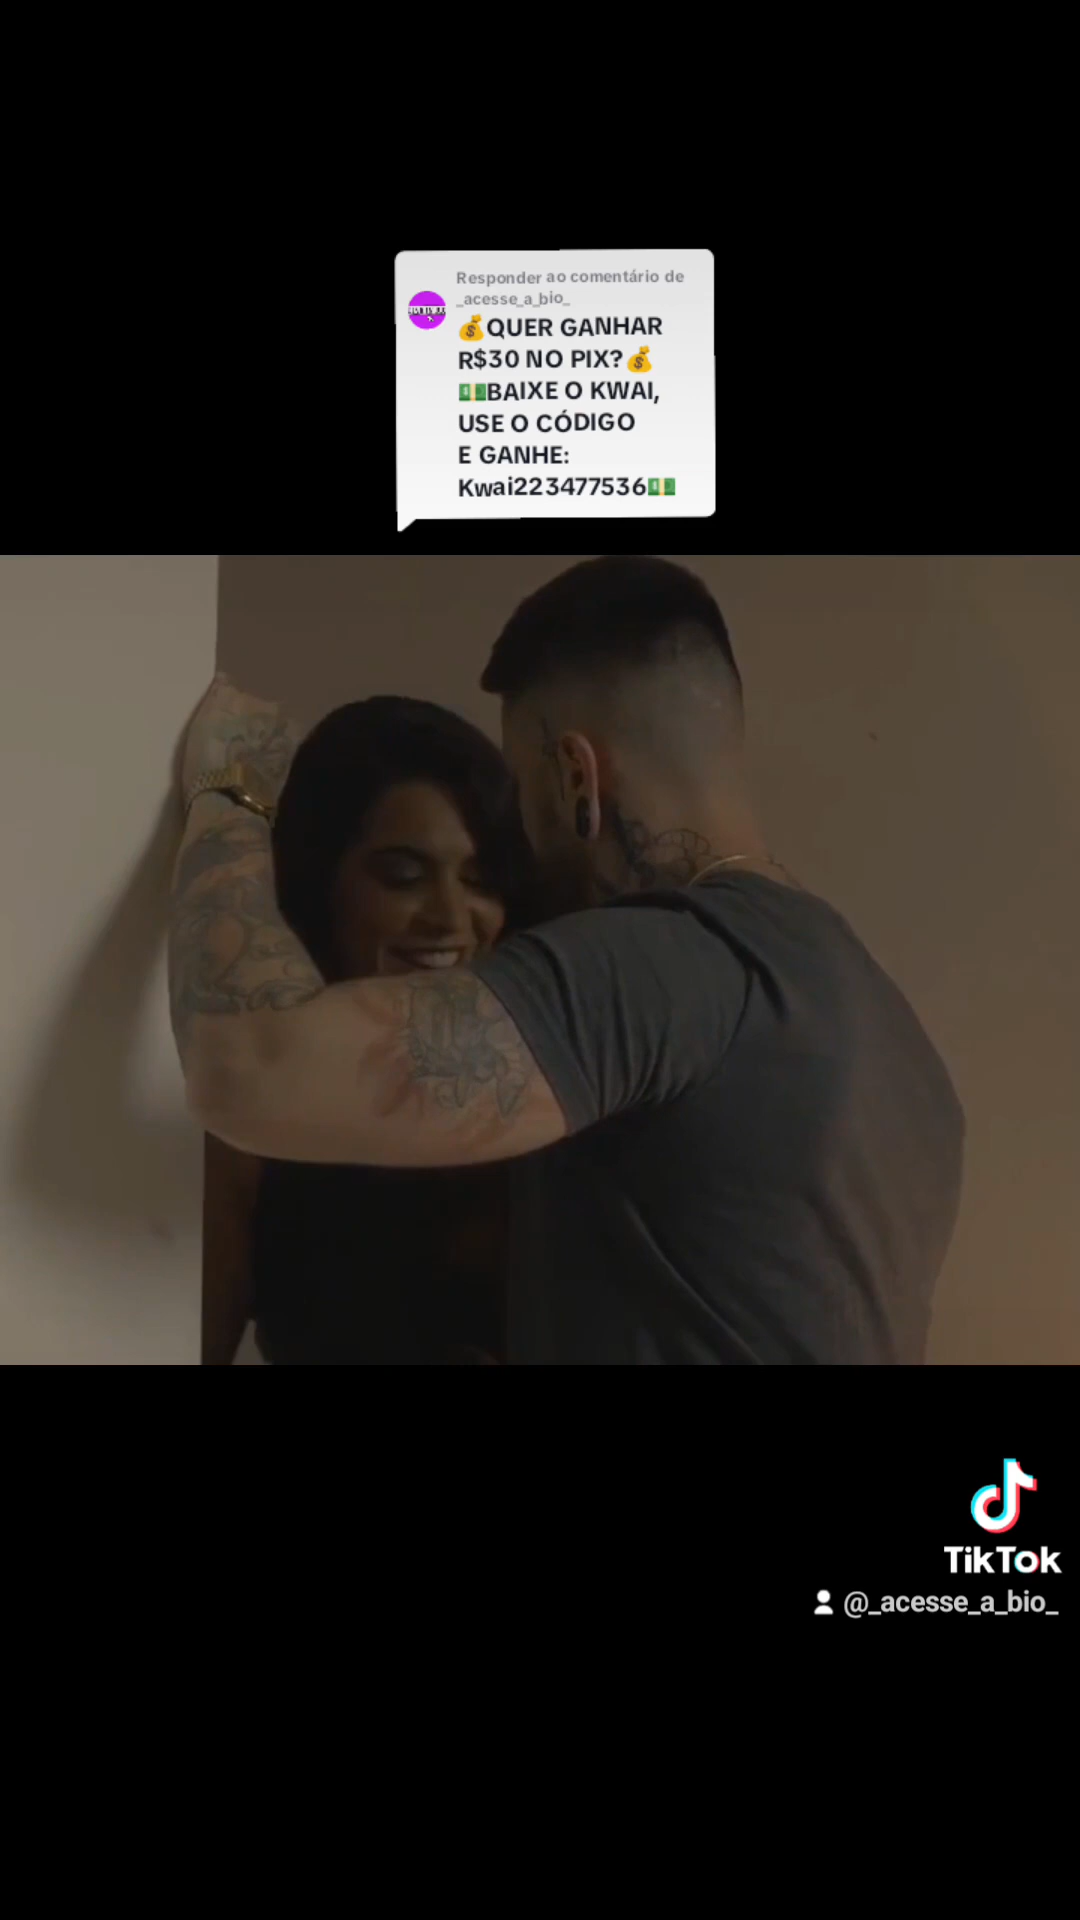 Responder ao comentário de
_acesse_a_bio_
💰QUER GANHAR
R$30 NO PIX?💰
💵BAIXE O KWAI,
USE O CÓDIGO
E GANHE:
Kwai223477536💵
TikTok
@_acesse_a_bio_